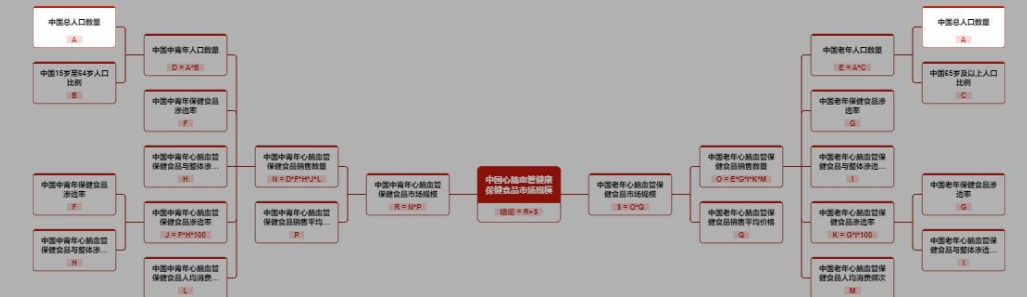 中国总人口数量
A
中国15岁至64岁人口
比例
B
中国中青年保健食品
渗透率
F
中国中青年心脑血管
保健食品与整体渗...
H
中国中青年人口数量
D = A*B
中国中青年保健食品
渗透率
F
中国中青年心脑血管
保健食品与整体渗...
H
中国中青年心脑血管
保健食品渗透率
J = F*H*100
中国中青年心脑血管
保健食品人均消费...
L
中国中青年心脑血管
保健食品销售数量
N = D*F*H*J*L
中国中青年心脑血管
保健食品销售平均...
P
中国中青年心脑血管
保健食品市场规模
R = N*P
中国心脑血管健康
保健食品市场规模
结论 = R+S
中国老年心脑血管保
健食品市场规模
S = O*Q
中国老年心脑血管保
健食品销售数量
O = E*G*I*K*M
中国老年心脑血管保
健食品销售平均价格
Q
中国老年人口数量
E = A*C
中国老年保健食品渗
透率
G
中国老年心脑血管保
健食品与整体渗透...
I
中国老年心脑血管保
健食品渗透率
K = G*I*100
中国老年心脑血管保
健食品人均消费频次
M
中国总人口数量
A
中国65岁及以上人口
比例
C
中国老年保健食品渗
透率
G
中国老年心脑血管保
健食品与整体渗透...
I